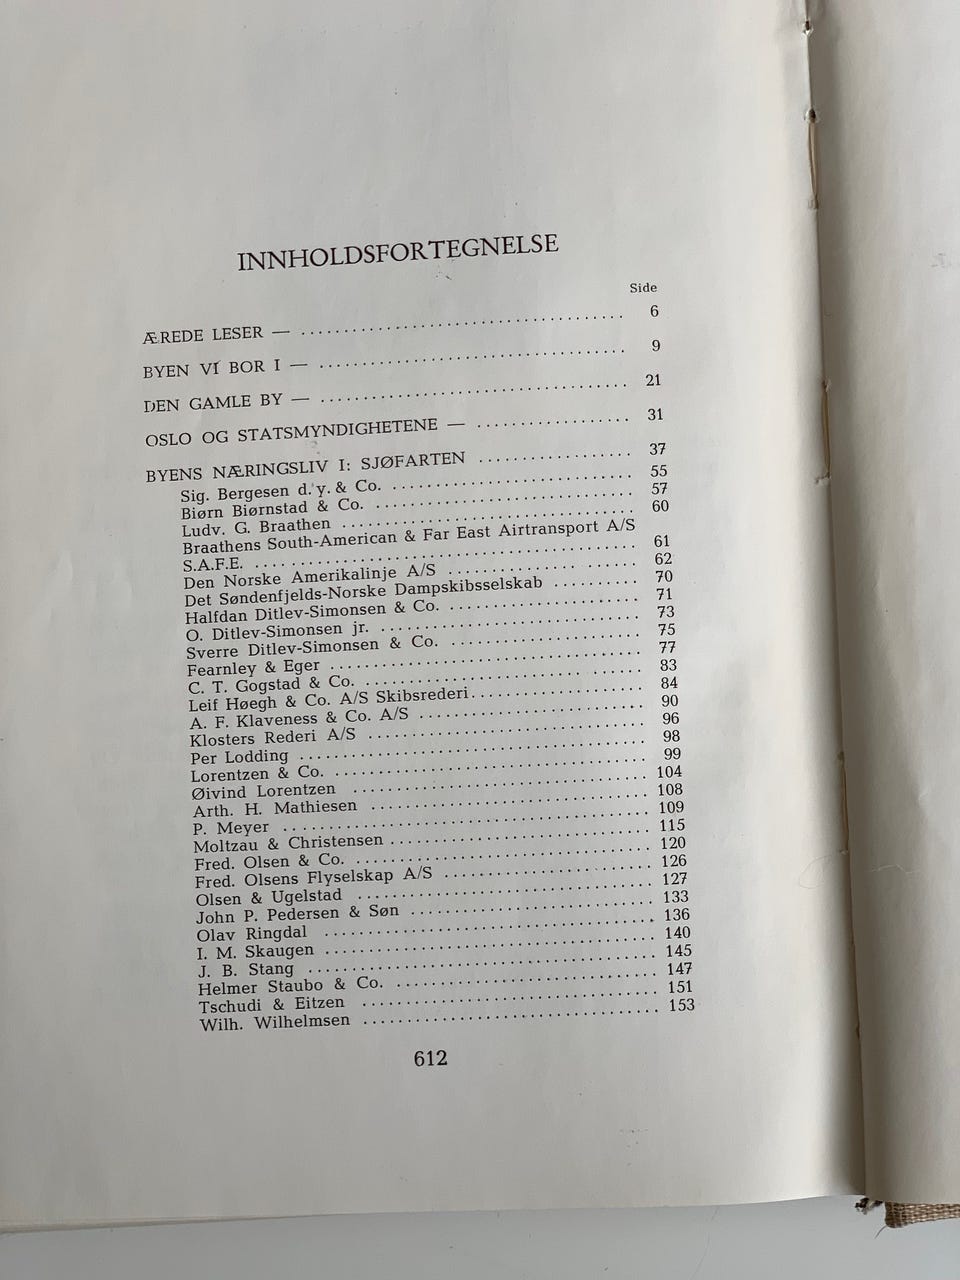 INNHOLDSFORTEGNELSE
Side
ÆREDE LESER — ........................................ 6
BYEN VI BOR I — ........................................ 9
DEN GAMLE BY — ........................................ 21
OSLO OG STATSMYNDIGHETENE — .................... 31
BYENS NÆRINGSLIV I: SJØFARTEN .................... 37
Sig. Bergesen d. y. & Co. .............................. 55
Biørn Biørnstad & Co. .............................. 57
Ludv. G. Braathen .............................. 60
Braathens South-American & Far East Airtransport A/S
S.A.F.E. ........................................ 61
Den Norske Amerikalinje A/S .................... 62
Det Søndenfjelds-Norske Dampskibsselskab .......... 70
Halfdan Ditlev-Simonsen & Co. .................... 71
O. Ditlev-Simonsen jr. .............................. 73
Sverre Ditlev-Simonsen & Co. .................... 75
Fearnley & Eger .............................. 77
C. T. Gogstad & Co. .............................. 83
Leif Høegh & Co. A/S Skibsrederi.................... 84
A. F. Klaveness & Co. A/S .................... 90
Klosters Rederi A/S .............................. 96
Per Lodding ........................................ 98
Lorentzen & Co. .............................. 99
Øivind Lorentzen .............................. 104
Arth. H. Mathiesen .............................. 108
P. Meyer ........................................ 109
Moltzau & Christensen .............................. 115
Fred. Olsen & Co. .............................. 120
Fred. Olsens Flyselskap A/S .................... 126
Olsen & Ugelstad .............................. 127
John P. Pedersen & Søn .................... 133
Olav Ringdal .............................. 136
I. M. Skaugen .............................. 140
J. B. Stang .............................. 145
Helmer Staubo & Co. .............................. 147
Tschudi & Eitzen .............................. 151
Wilh. Wilhelmsen .............................. 153
612